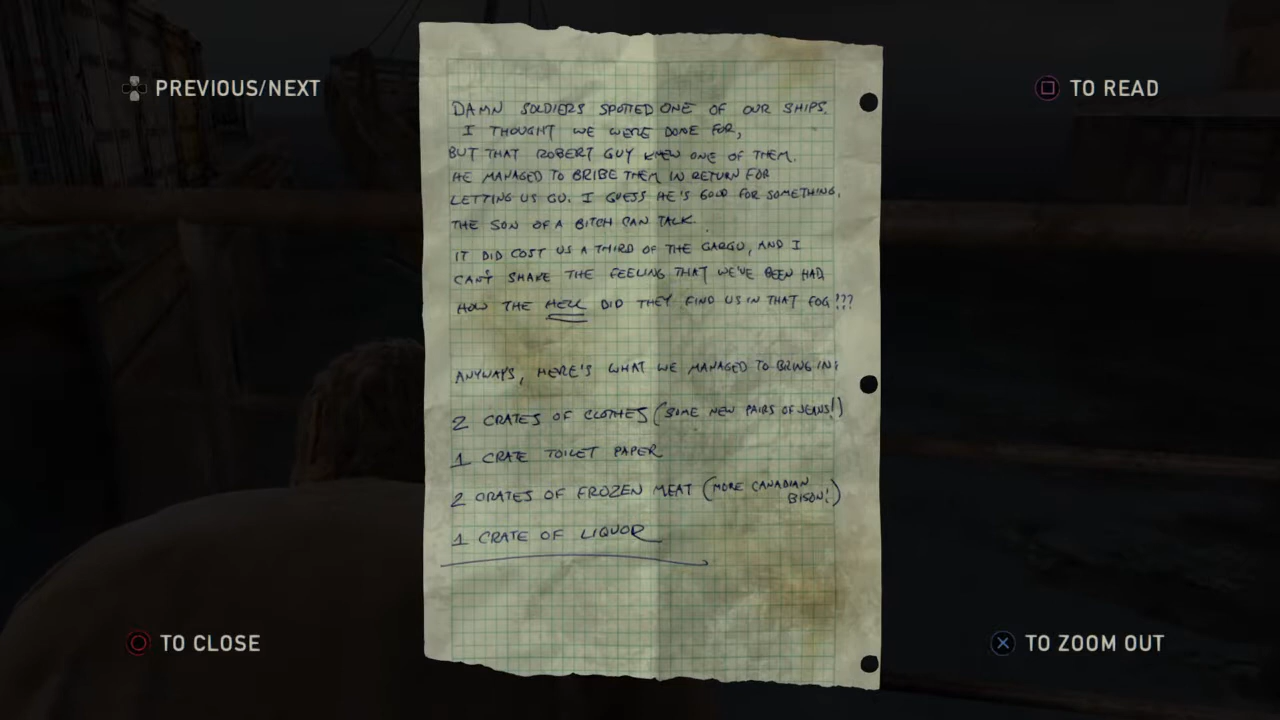 PREVIOUS/NEXT
TO READ
DAMN SOLDIERS SPOTTED ONE OF OUR SHIPS.
I THOUGHT WE WERE DONE FOR,
BUT THAT ROBERT GUY KNEW ONE OF THEM.
HE MANAGED TO BRIBE THEM IN RETURN FOR
LETTING US GO. I GUESS HE'S GOOD FOR SOMETHING.
THE SON OF A BITCH CAN TALK.
IT DID COST US A THIRD OF THE CARGO, AND I
CAN'T SHAKE THE FEELING THAT WE'VE BEEN HAD
HOW THE HELL DID THEY FIND US IN THAT FOG!???
ANYWAYS, HERE'S WHAT WE MANAGED TO BRING IN:
2 CRATES OF CLOTHES (SOME NEW PAIRS OF JEANS!)
1 CRATE TOILET PAPER
2 CRATES OF FROZEN MEAT (MORE CANADIAN
BISON!)
1 CRATE OF LIQUOR
TO CLOSE
TO ZOOM OUT